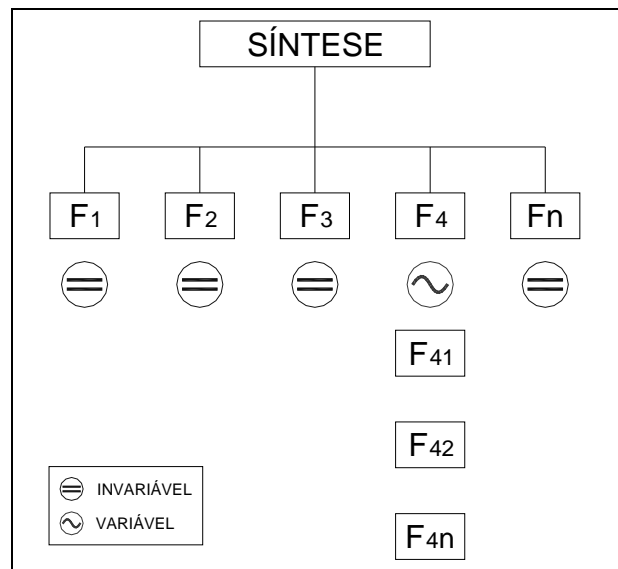 SÍNTESE
F1 F2 F3 F4 Fn
F41
F42
F4n
INVARIÁVEL
VARIÁVEL